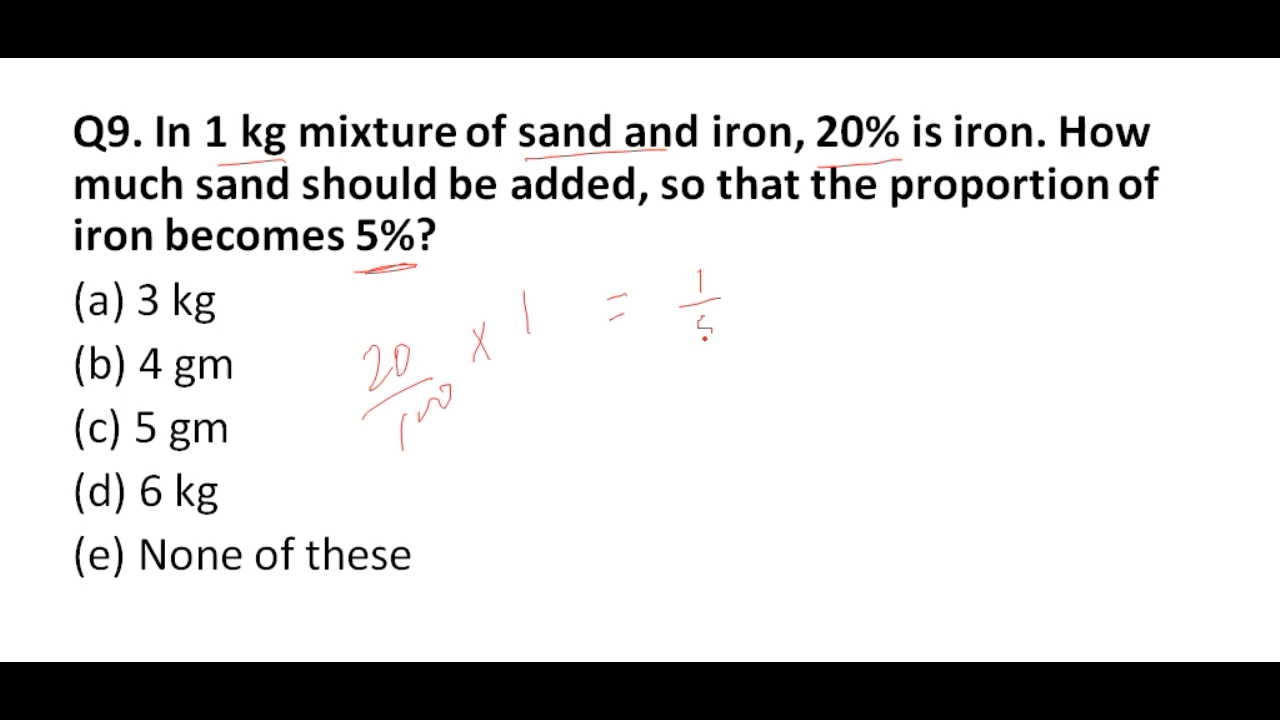 Q9. In 1 kg mixture of sand and iron, 20% is iron. How
much sand should be added, so that the proportion of
iron becomes 5%?
(a) 3 kg
(b) 4 gm
(c) 5 gm
(d) 6 kg
(e) None of these
20/100 x 1 = 1/5